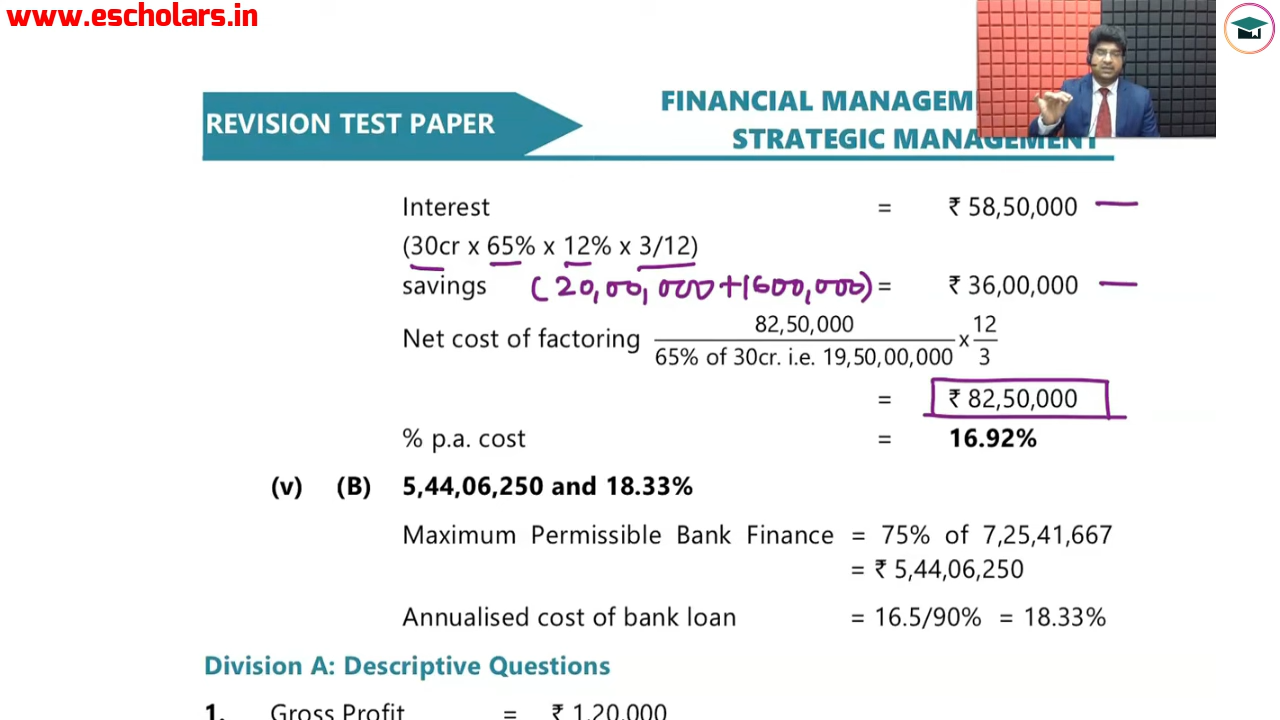 www.escholars.in
REVISION TEST PAPER
FINANCIAL MANAGEM
STRATEGIC MANAGEMENT
Interest = ₹ 58,50,000
(30cr x 65% x 12% x 3/12)
savings (20,00,000+1600,000) = ₹ 36,00,000
82,50,000 12
Net cost of factoring x
65% of 30cr. i.e. 19,50,00,000 3
= ₹ 82,50,000
% p.a. cost = 16.92%
(v) (B) 5,44,06,250 and 18.33%
Maximum Permissible Bank Finance = 75% of 7,25,41,667
= ₹ 5,44,06,250
Annualised cost of bank loan = 16.5/90% = 18.33%
Division A: Descriptive Questions
1. Gross Profit = ₹ 1,20,000